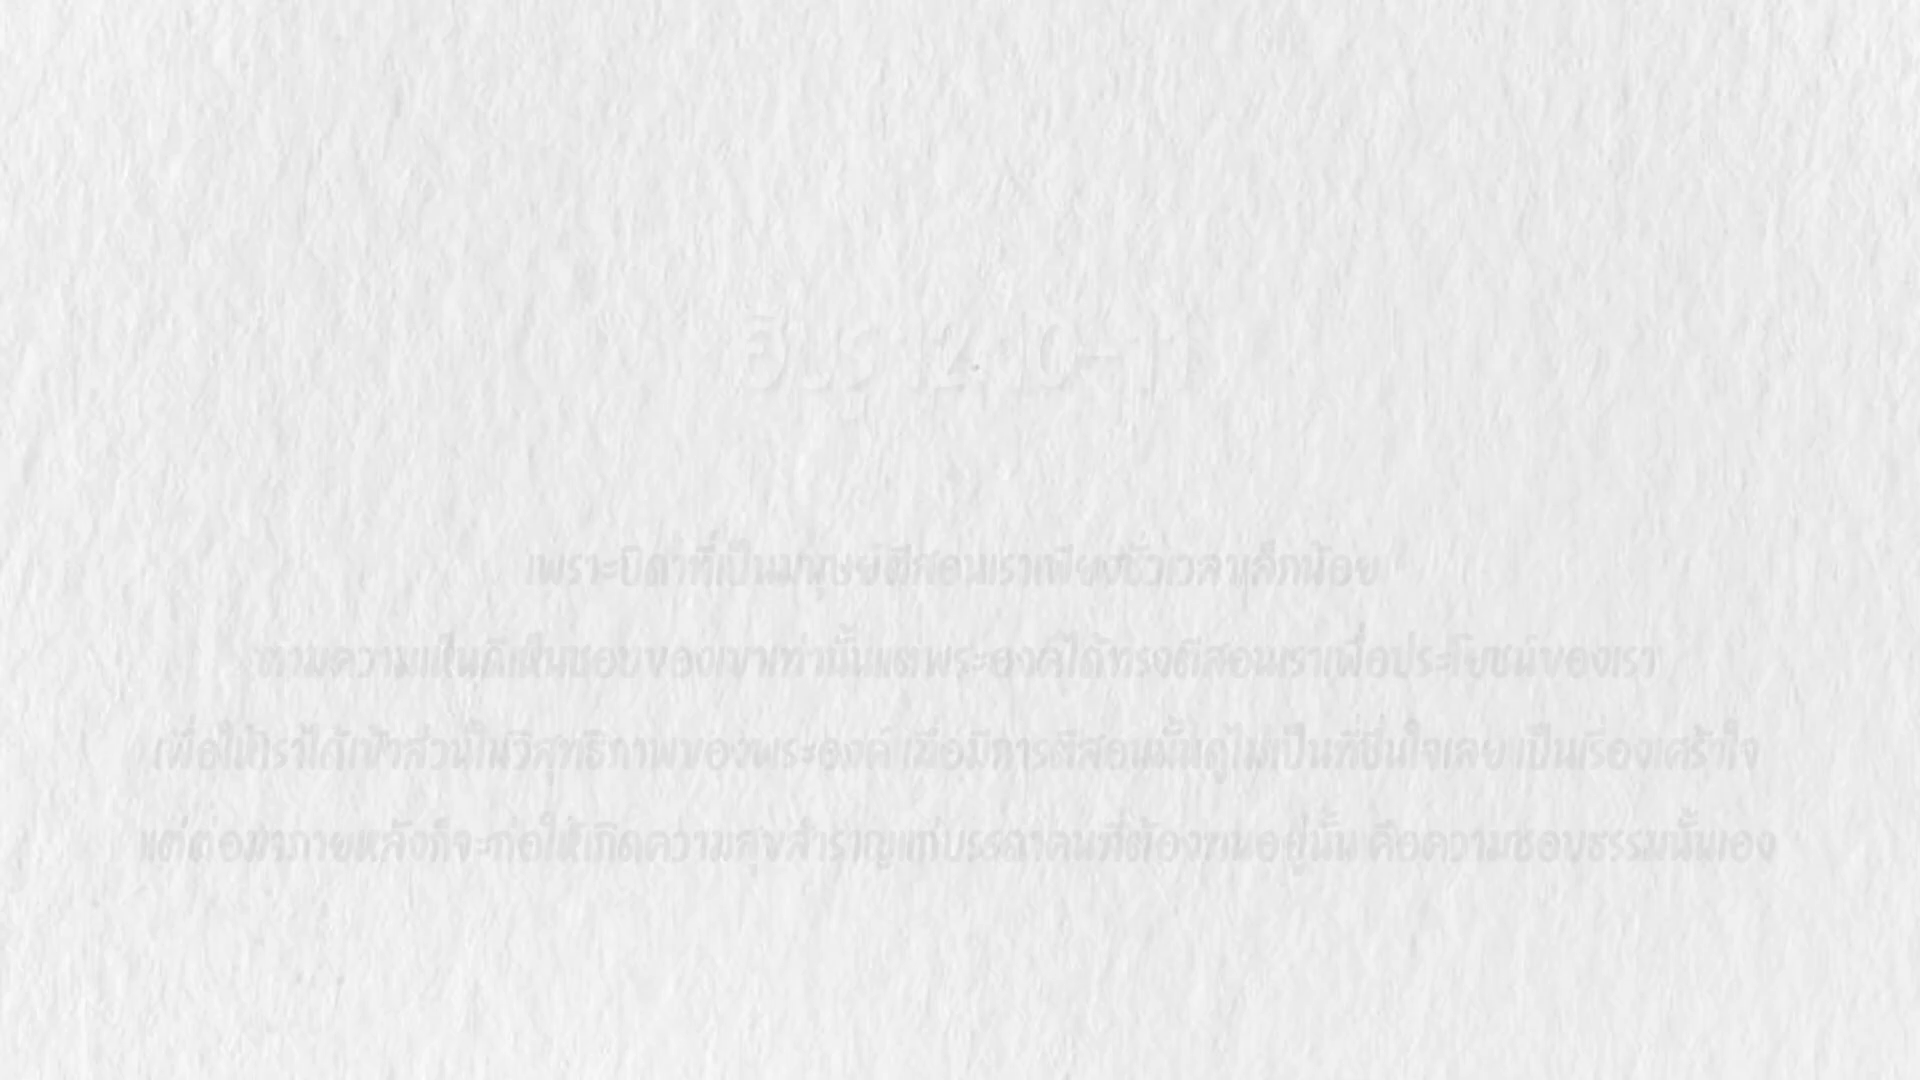 ฮีบรู 12:10-11
เพราะบิดาที่เป็นมนุษย์ตีสอนเราเพียงชั่วเวลาเล็กน้อย
ตามความเห็นดีเห็นชอบของเขาเท่านั้นแต่พระองค์ได้ทรงตีสอนเราเพื่อประโยชน์ของเรา
เพื่อให้เราได้เข้าส่วนในวิสุทธิภาพของพระองค์ เมื่อมีการตีสอนนั้นดูไม่เป็นที่ชื่นใจเลย เป็นเรื่องเศร้าใจ
แต่ต่อมาภายหลังก็จะก่อให้เกิดความสุขสำราญแก่บรรดาคนที่ต้องทนอยู่นั้น คือความชอบธรรมนั้นเอง